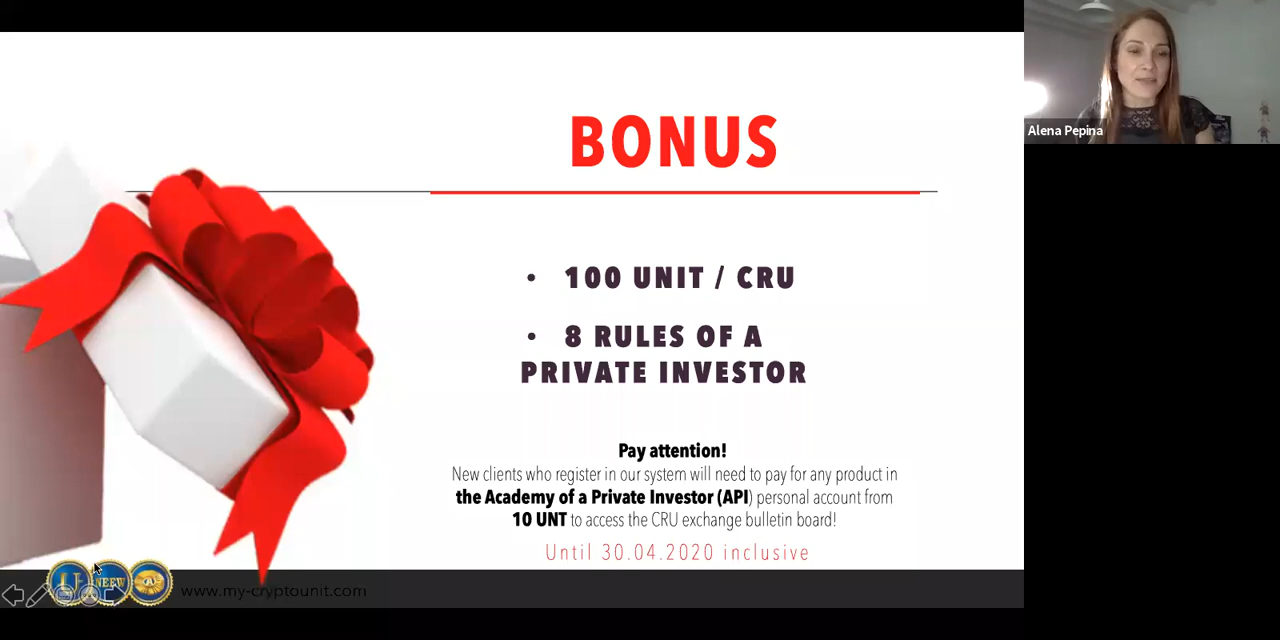 BONUS
• 100 UNIT / CRU
• 8 RULES OF A
PRIVATE INVESTOR
Pay attention!
New clients who register in our system will need to pay for any product in
the Academy of a Private Investor (API) personal account from
10 UNT to access the CRU exchange bulletin board!
Until 30.04.2020 inclusive
www.my-cryptounit.com
Alena Pepina